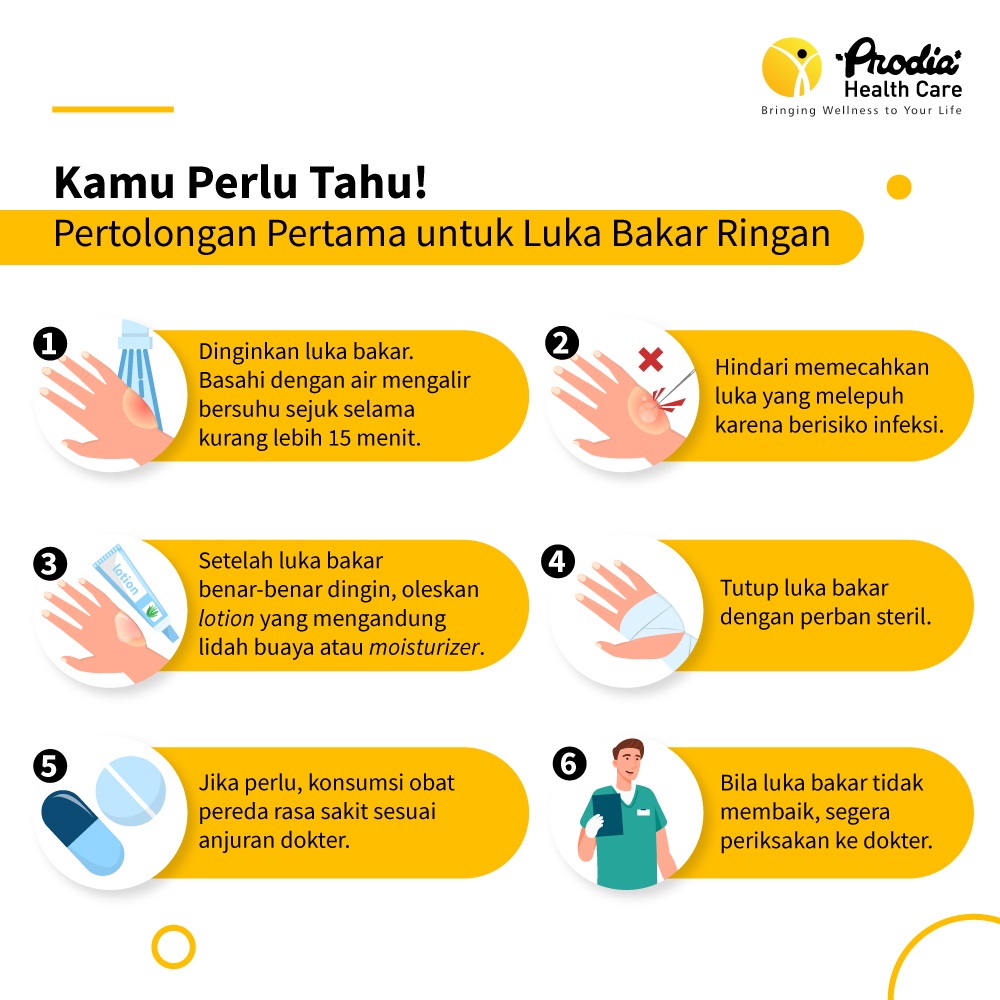 Prodia
Health Care
Bringing Wellness to Your Life
Kamu Perlu Tahu!
Pertolongan Pertama untuk Luka Bakar Ringan
1
Dinginkan luka bakar.
Basahi dengan air mengalir
bersuhu sejuk selama
kurang lebih 15 menit.
2
Hindari memecahkan
luka yang melepuh
karena berisiko infeksi.
3
lotion
Setelah luka bakar
benar-benar dingin, oleskan
lotion yang mengandung
lidah buaya atau moisturizer.
4
Tutup luka bakar
dengan perban steril.
5
Jika perlu, konsumsi obat
pereda rasa sakit sesuai
anjuran dokter.
6
Bila luka bakar tidak
membaik, segera
periksakan ke dokter.